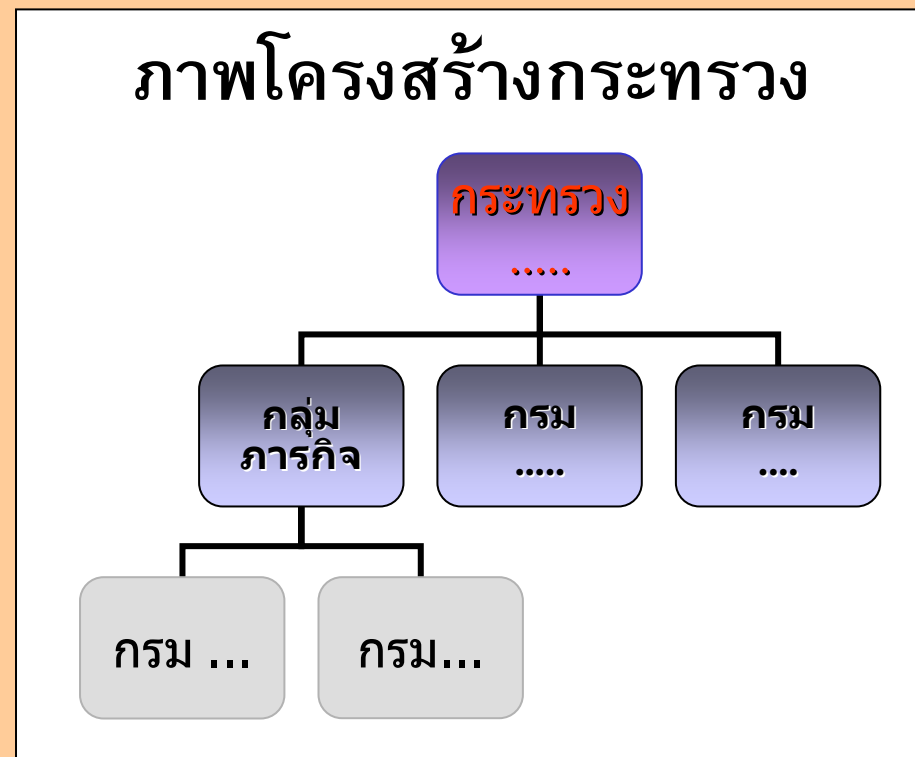 ภาพโครงสร้างกระทรวง
กระทรวง
.....
กลุ่ม
ภารกิจ
กรม
.....
กรม
....
กรม ...
กรม...